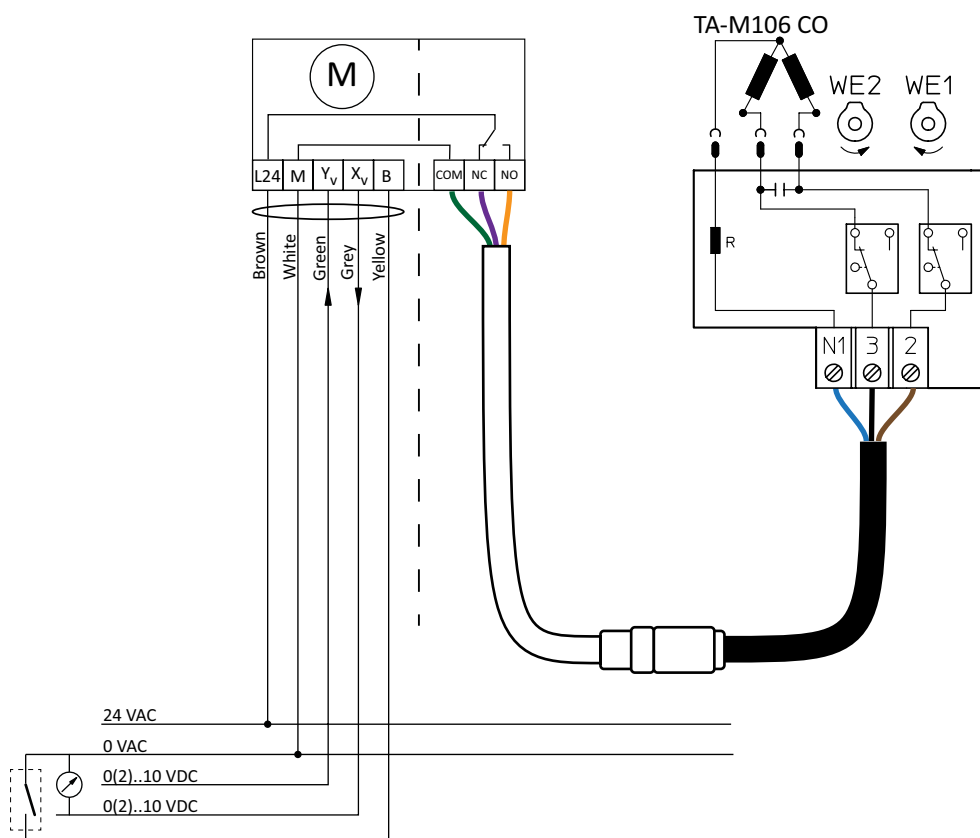 TA-M106 CO
M
WE2 WE1
L24 M Yv Xv B COM NC NO
Brown
White
Green
Grey
Yellow
R
N1 3 2
24 VAC
0 VAC
0(2)..10 VDC
0(2)..10 VDC